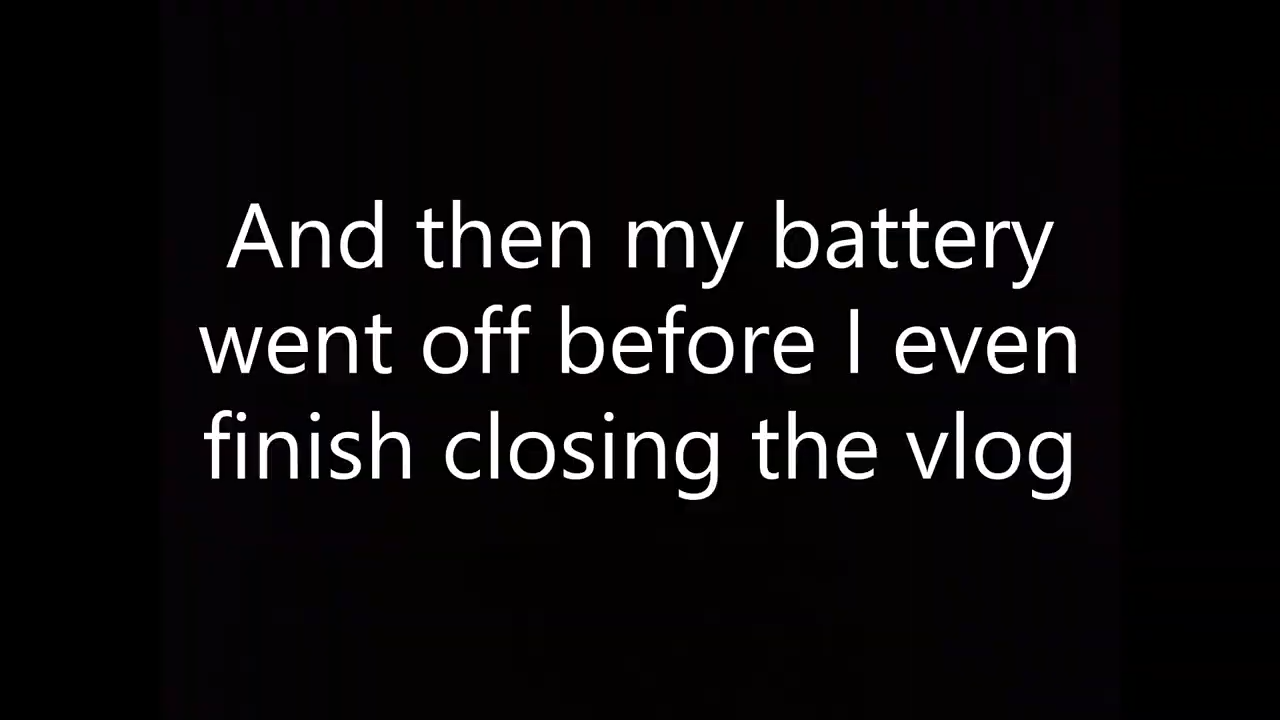 And then my battery
went off before I even
finish closing the vlog